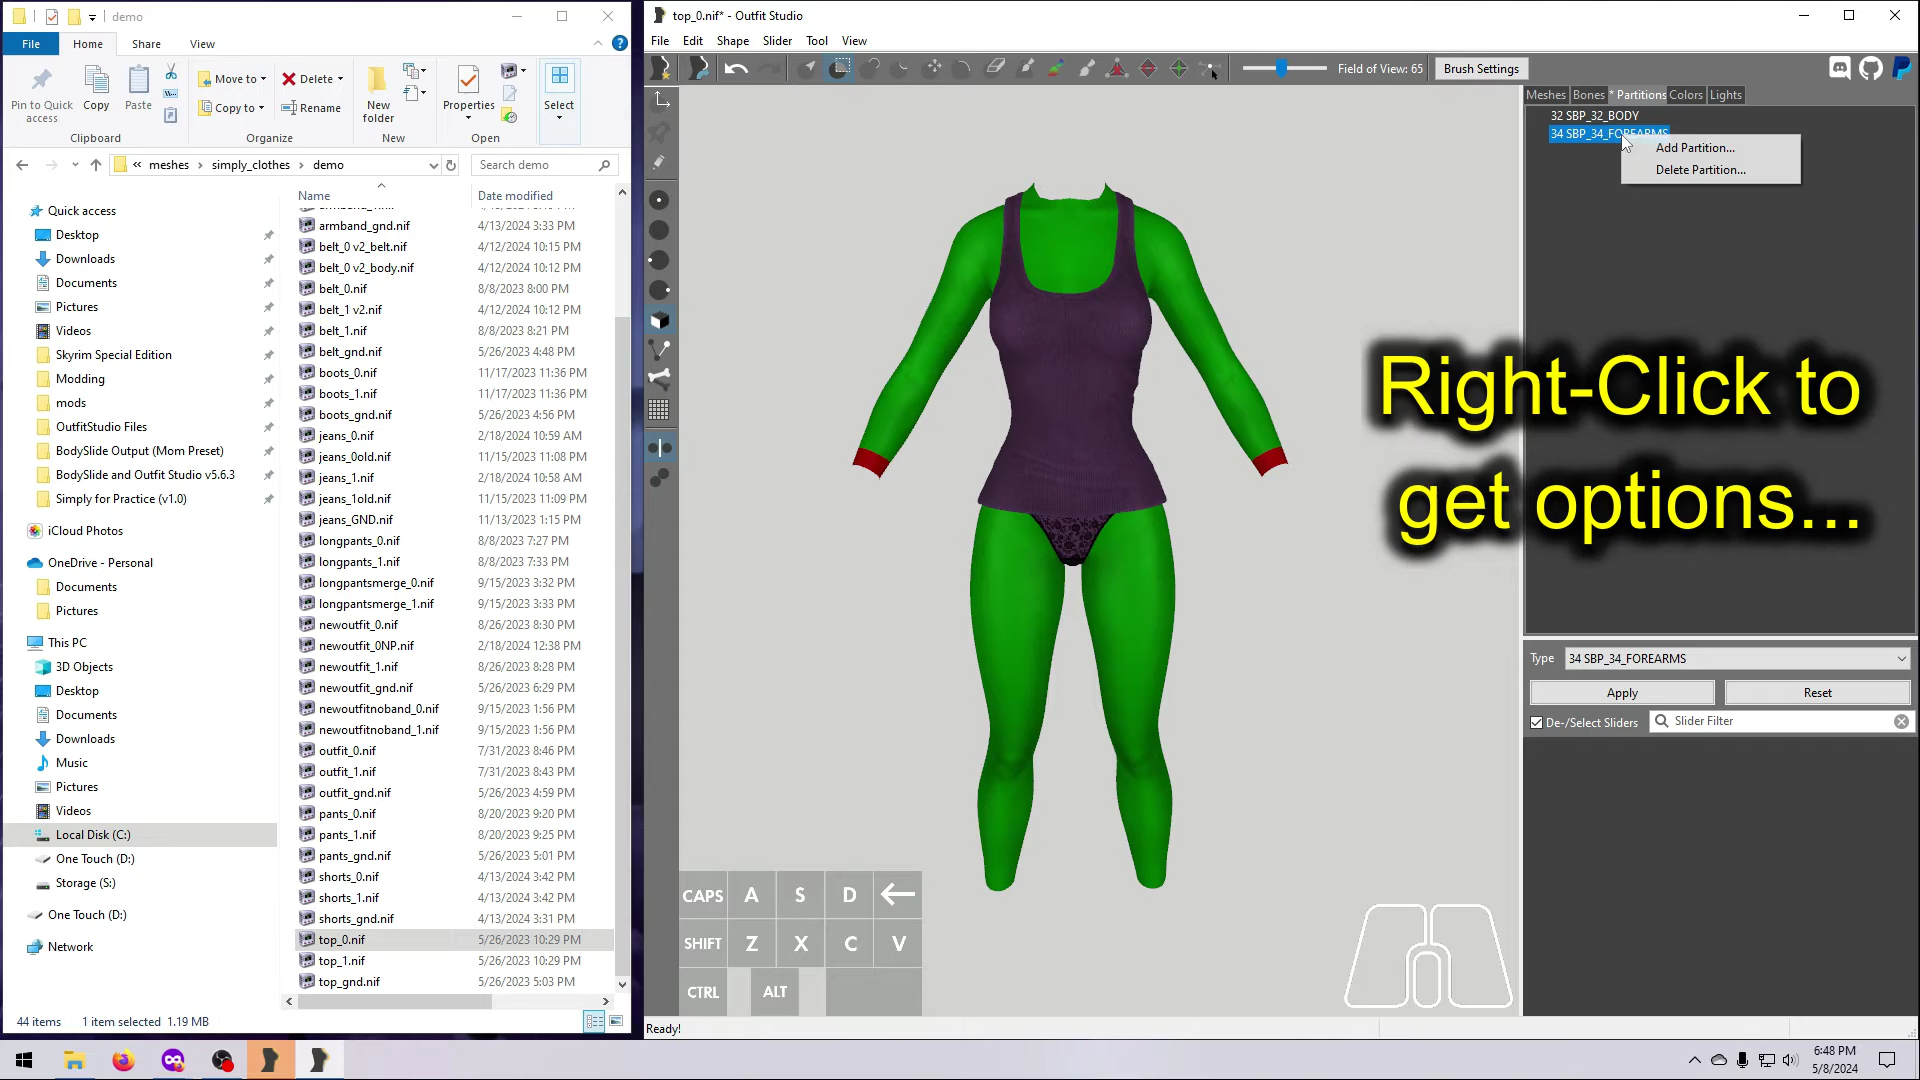 demo
File
Home
Share
View
Pin to Quick access
Copy
Paste
Move to
Copy to
Delete
Rename
New folder
Properties
Open
Select
Clipboard
Organize
New
meshes
simply_clothes
demo
Search demo
Name
Date modified
Quick access
Desktop
Downloads
Documents
Pictures
Videos
Skyrim Special Edition
Modding
mods
OutfitStudio Files
BodySlide Output (Mom Preset)
BodySlide and Outfit Studio v5.6.3
Simply for Practice (v1.0)
iCloud Photos
OneDrive - Personal
Documents
Pictures
This PC
3D Objects
Desktop
Documents
Downloads
Music
Pictures
Videos
Local Disk (C:)
One Touch (D:)
Storage (S:)
One Touch (D:)
Network
armband_gnd.nif 4/13/2024 3:33 PM
belt_0 v2_belt.nif 4/12/2024 10:15 PM
belt_0 v2_body.nif 4/12/2024 10:12 PM
belt_0.nif 8/8/2023 8:00 PM
belt_1 v2.nif 4/12/2024 10:12 PM
belt_1.nif 8/8/2023 8:21 PM
belt_gnd.nif 5/26/2023 4:48 PM
boots_0.nif 11/17/2023 11:36 PM
boots_1.nif 11/17/2023 11:36 PM
boots_gnd.nif 5/26/2023 4:56 PM
jeans_0.nif 2/18/2024 10:59 AM
jeans_0old.nif 11/15/2023 11:08 PM
jeans_1.nif 2/18/2024 10:58 AM
jeans_1old.nif 11/15/2023 11:09 PM
jeans_GND.nif 11/13/2023 1:15 PM
longpants_0.nif 8/8/2023 7:27 PM
longpants_1.nif 8/8/2023 7:33 PM
longpantsmerge_0.nif 9/15/2023 3:32 PM
longpantsmerge_1.nif 9/15/2023 3:33 PM
newoutfit_0.nif 8/26/2023 8:30 PM
newoutfit_0NP.nif 2/18/2024 12:38 PM
newoutfit_1.nif 8/26/2023 8:28 PM
newoutfit_gnd.nif 5/26/2023 6:29 PM
newoutfitnoband_0.nif 9/15/2023 1:56 PM
newoutfitnoband_1.nif 9/15/2023 1:56 PM
outfit_0.nif 7/31/2023 8:46 PM
outfit_1.nif 7/31/2023 8:43 PM
outfit_gnd.nif 5/26/2023 4:59 PM
pants_0.nif 8/20/2023 9:20 PM
pants_1.nif 8/20/2023 9:25 PM
pants_gnd.nif 5/26/2023 5:01 PM
shorts_0.nif 4/13/2024 3:42 PM
shorts_1.nif 4/13/2024 3:42 PM
shorts_gnd.nif 4/13/2024 3:31 PM
top_0.nif 5/26/2023 10:29 PM
top_1.nif 5/26/2023 10:29 PM
top_gnd.nif 5/26/2023 5:03 PM
44 items 1 item selected 1.19 MB
top_0.nif* - Outfit Studio
File Edit Shape Slider Tool View
Field of View: 65
Brush Settings
Meshes Bones * Partitions Colors Lights
32 SBP_32_BODY
34 SBP_34_FOREARMS
Add Partition...
Delete Partition...
Right-Click to
get options...
Type 34 SBP_34_FOREARMS
Apply Reset
De-/Select Sliders Slider Filter
CAPS A S D
SHIFT Z X C V
CTRL ALT
Ready!
6:48 PM
5/8/2024